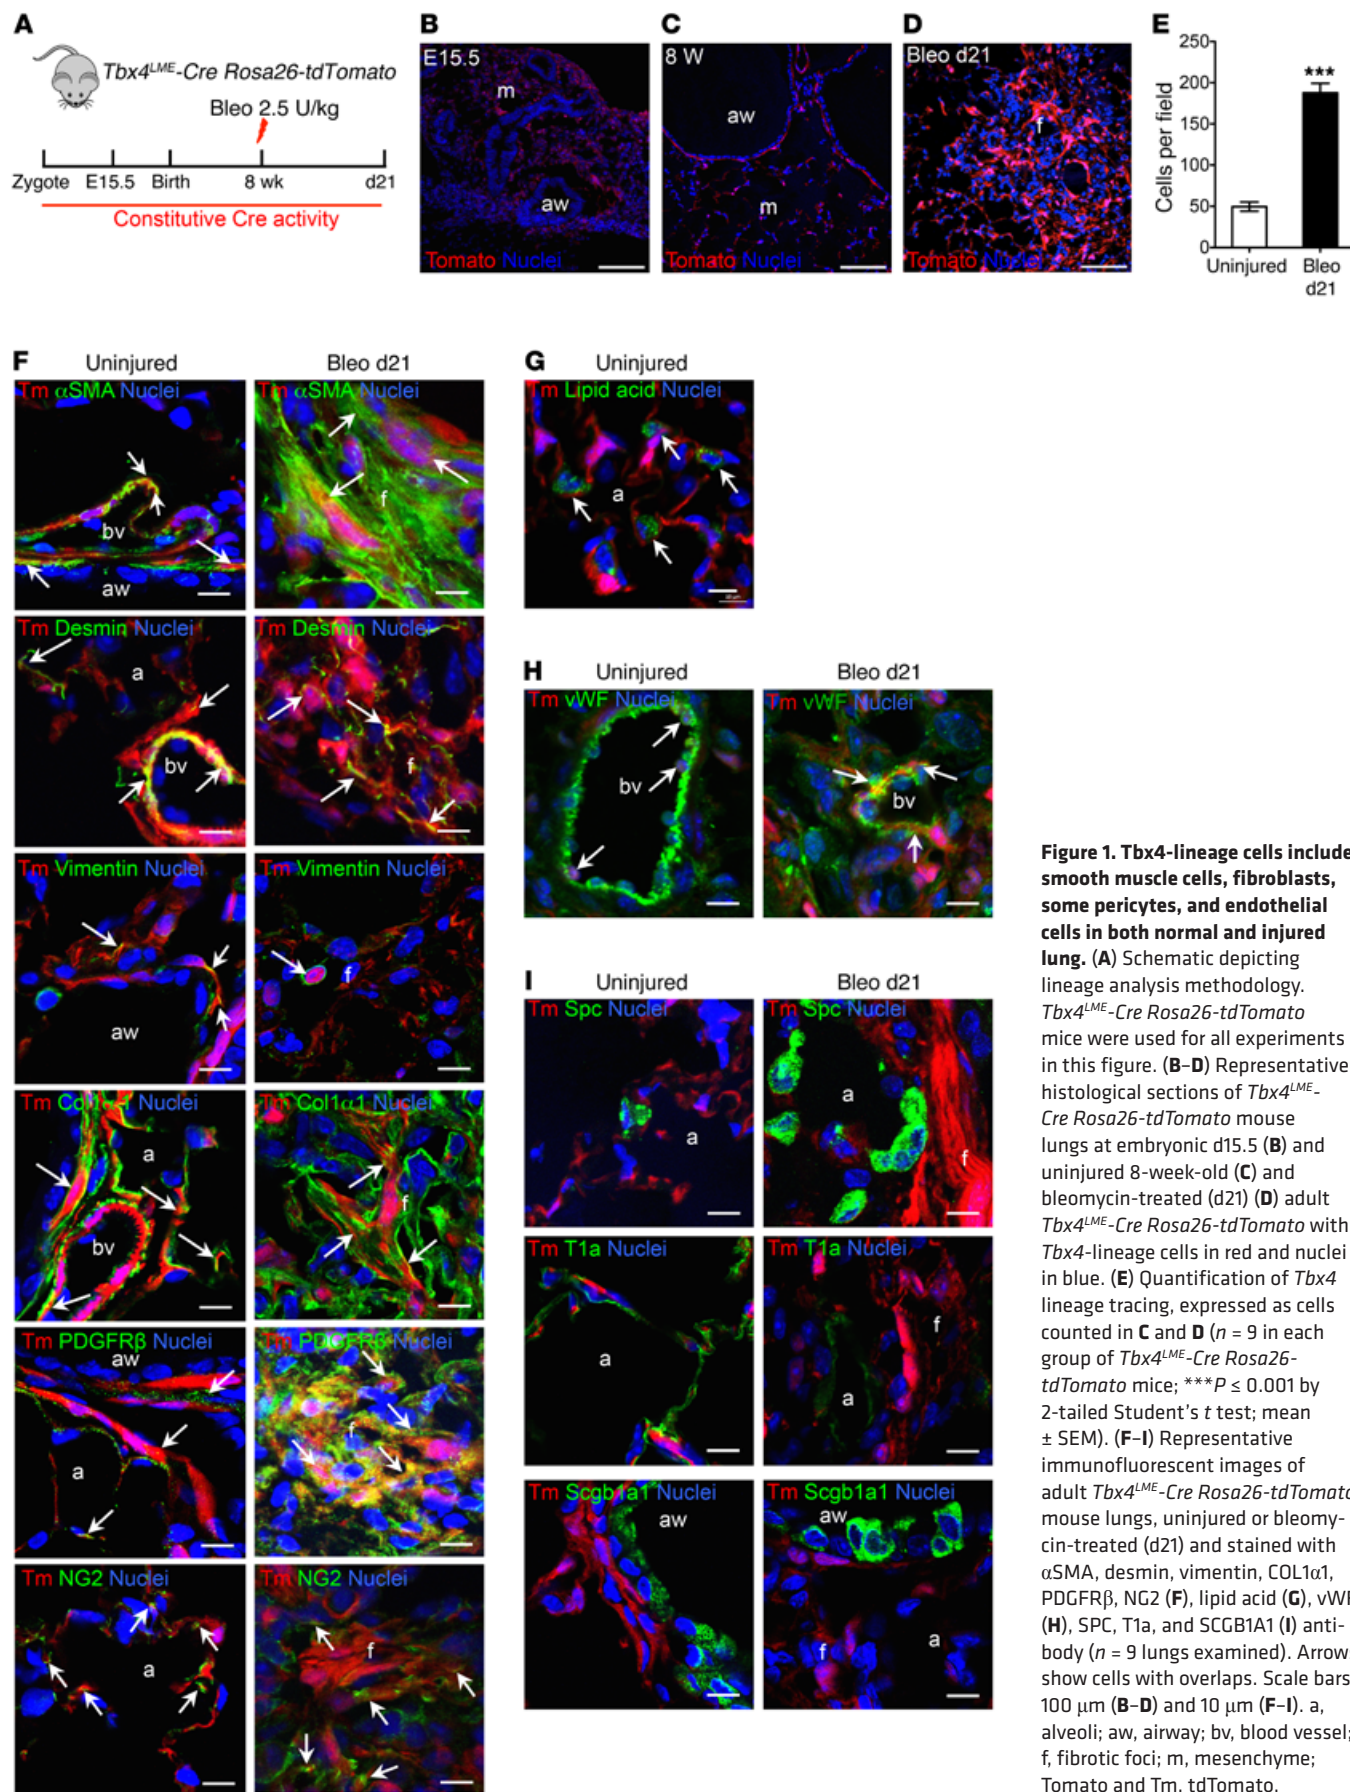 A
Tbx4LME-Cre Rosa26-tdTomato
Bleo 2.5 U/kg
Zygote E15.5 Birth 8 wk d21
Constitutive Cre activity
B
E15.5
m
aw
Tomato Nuclei
C
8 W
aw
m
Tomato Nuclei
D
Bleo d21
f
Tomato Nuclei
E
Cells per field
250
200
150
100
50
0
***
Uninjured Bleo
d21
F
Uninjured Bleo d21
Tm αSMA Nuclei
bv
aw
Tm αSMA Nuclei
f
Tm Desmin Nuclei
a
bv
Tm Desmin Nuclei
f
Tm Vimentin Nuclei
aw
Tm Vimentin Nuclei
f
Tm Col1α1 Nuclei
a
bv
Tm Col1α1 Nuclei
f
Tm PDGFRβ Nuclei
aw
a
Tm PDGFRβ Nuclei
f
Tm NG2 Nuclei
a
Tm NG2 Nuclei
f
G
Uninjured
Tm Lipid acid Nuclei
a
H
Uninjured Bleo d21
Tm vWF Nuclei
bv
Tm vWF Nuclei
bv
I
Uninjured Bleo d21
Tm Spc Nuclei
a
Tm Spc Nuclei
a
f
Tm T1a Nuclei
a
Tm T1a Nuclei
f
a
Tm Scgb1a1 Nuclei
aw
Tm Scgb1a1 Nuclei
aw
f
a
Figure 1. Tbx4-lineage cells include
smooth muscle cells, fibroblasts,
some pericytes, and endothelial
cells in both normal and injured
lung. (A) Schematic depicting
lineage analysis methodology.
Tbx4LME-Cre Rosa26-tdTomato
mice were used for all experiments
in this figure. (B–D) Representative
histological sections of Tbx4LME-
Cre Rosa26-tdTomato mouse
lungs at embryonic d15.5 (B) and
uninjured 8-week-old (C) and
bleomycin-treated (d21) (D) adult
Tbx4LME-Cre Rosa26-tdTomato with
Tbx4-lineage cells in red and nuclei
in blue. (E) Quantification of Tbx4
lineage tracing, expressed as cells
counted in C and D (n = 9 in each
group of Tbx4LME-Cre Rosa26-
tdTomato mice; ***P ≤ 0.001 by
2-tailed Student's t test; mean
± SEM). (F–I) Representative
immunofluorescent images of
adult Tbx4LME-Cre Rosa26-tdTomato
mouse lungs, uninjured or bleomy-
cin-treated (d21) and stained with
αSMA, desmin, vimentin, COL1α1,
PDGFRβ, NG2 (F), lipid acid (G), vWF
(H), SPC, T1a, and SCGB1A1 (I) anti-
body (n = 9 lungs examined). Arrow
show cells with overlaps. Scale bars
100 μm (B–D) and 10 μm (F–I). a,
alveoli; aw, airway; bv, blood vessel;
f, fibrotic foci; m, mesenchyme;
Tomato and Tm, tdTomato.